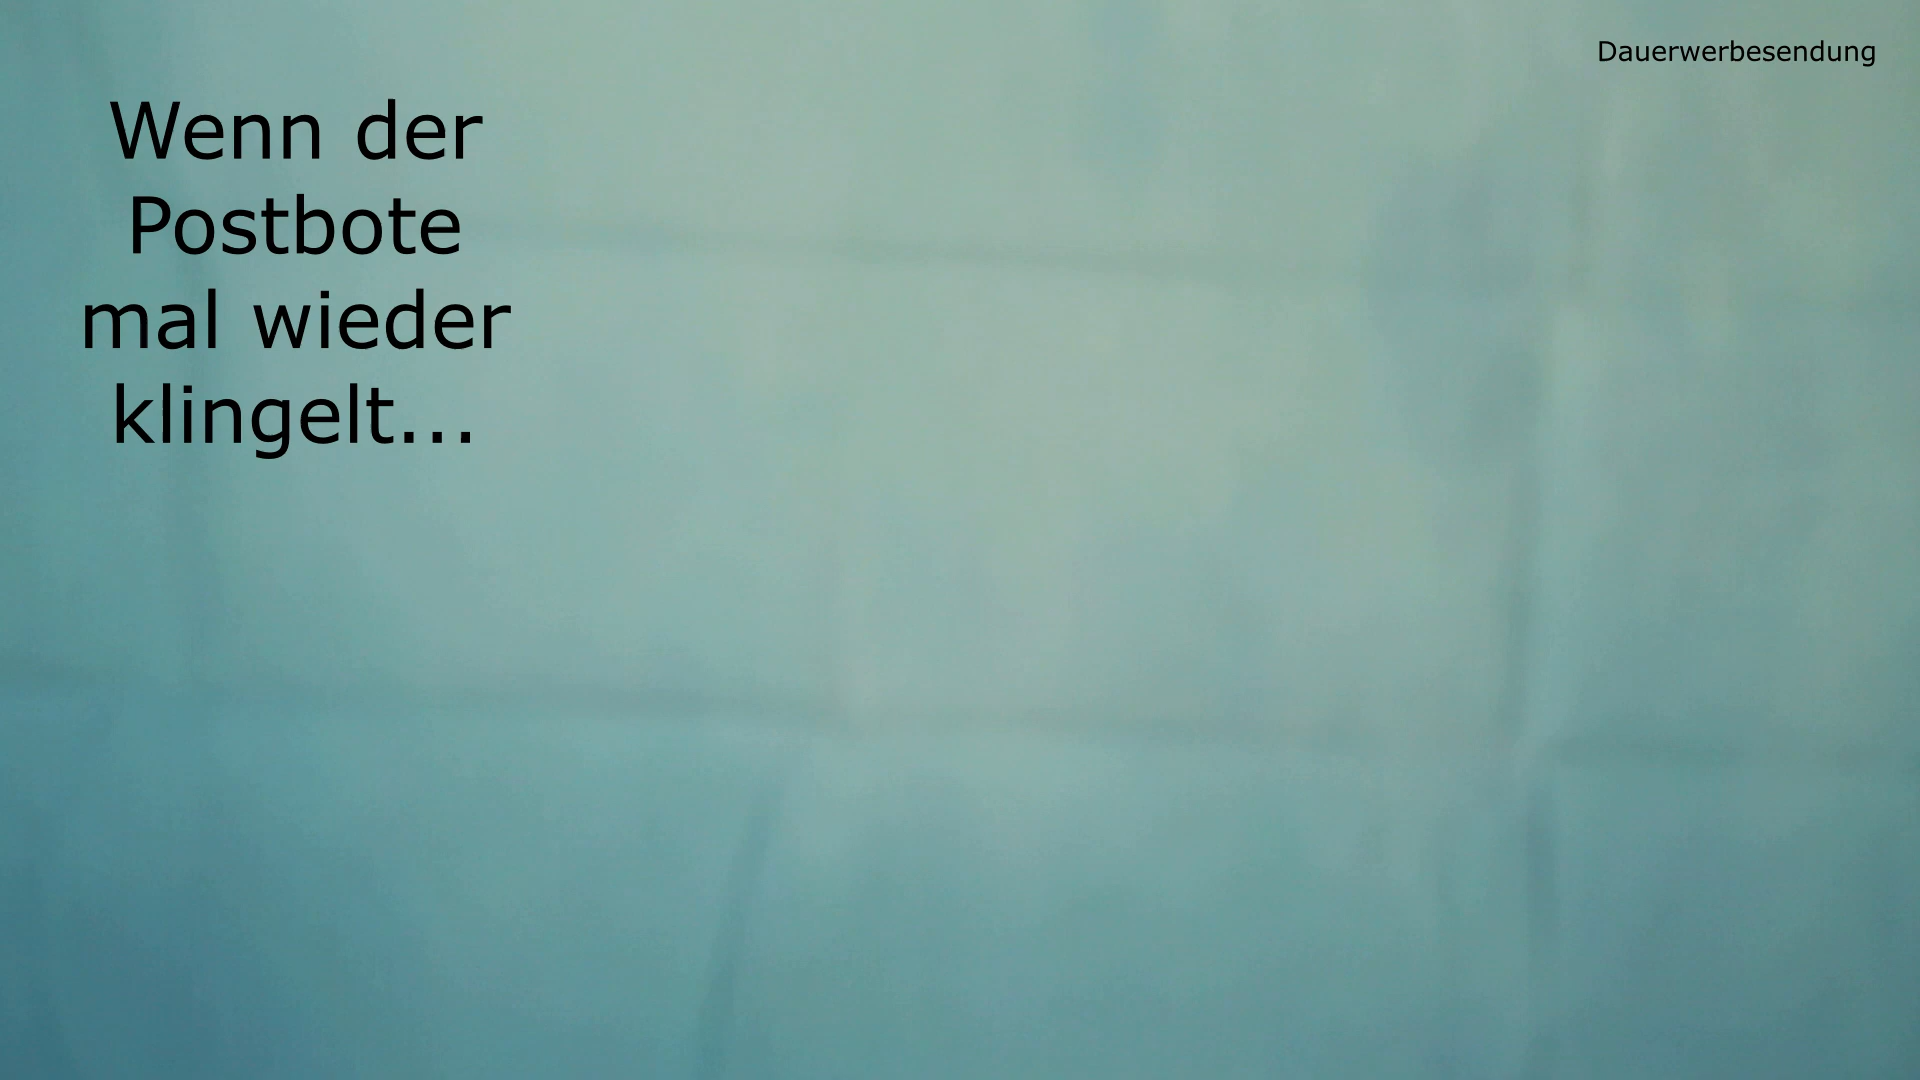 Dauerwerbesendung
Wenn der
Postbote
mal wieder
klingelt...